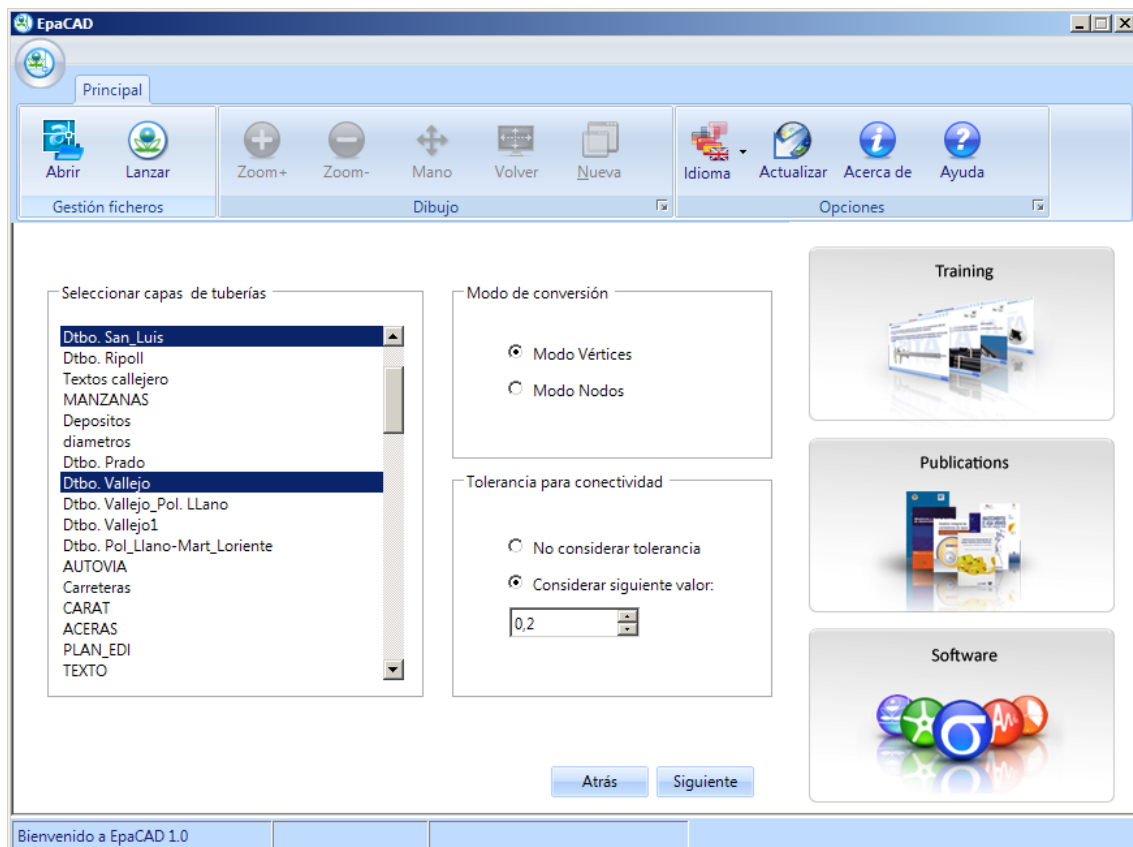 EpaCAD
Principal
Abrir
Lanzar
Zoom+
Zoom-
Mano
Volver
Nueva
Idioma
Actualizar
Acerca de
Ayuda
Gestión ficheros
Dibujo
Opciones
Seleccionar capas de tuberías
Dtbo. San_Luis
Dtbo. Ripoll
Textos callejero
MANZANAS
Depositos
diametros
Dtbo. Prado
Dtbo. Vallejo
Dtbo. Vallejo_Pol. LLano
Dtbo. Vallejo1
Dtbo. Pol_Llano-Mart_Loriente
AUTOVIA
Carreteras
CARAT
ACERAS
PLAN_EDI
TEXTO
Modo de conversión
Modo Vértices
Modo Nodos
Tolerancia para conectividad
No considerar tolerancia
Considerar siguiente valor:
0,2
Atrás
Siguiente
Training
Publications
Software
Bienvenido a EpaCAD 1.0